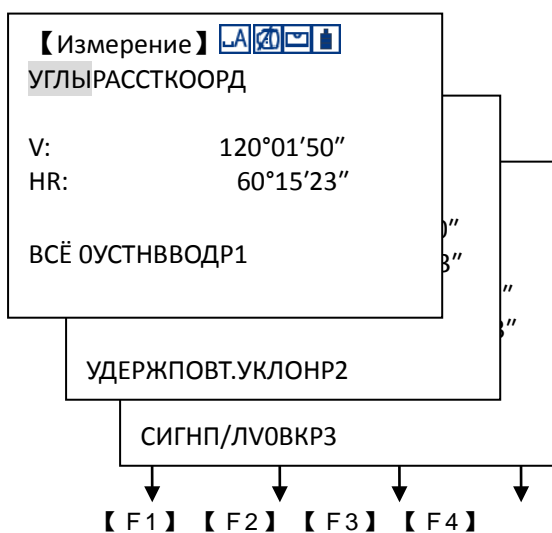 【Измерение】
УГЛЫРАССТКООРД
V: 120°01′50″
HR: 60°15′23″
ВСЁ 0УСТНВВОДР1
УДЕРЖПОВТ.УКЛОНР2
СИГНП/ЛV0ВКР3
【F1】【F2】【F3】【F4】